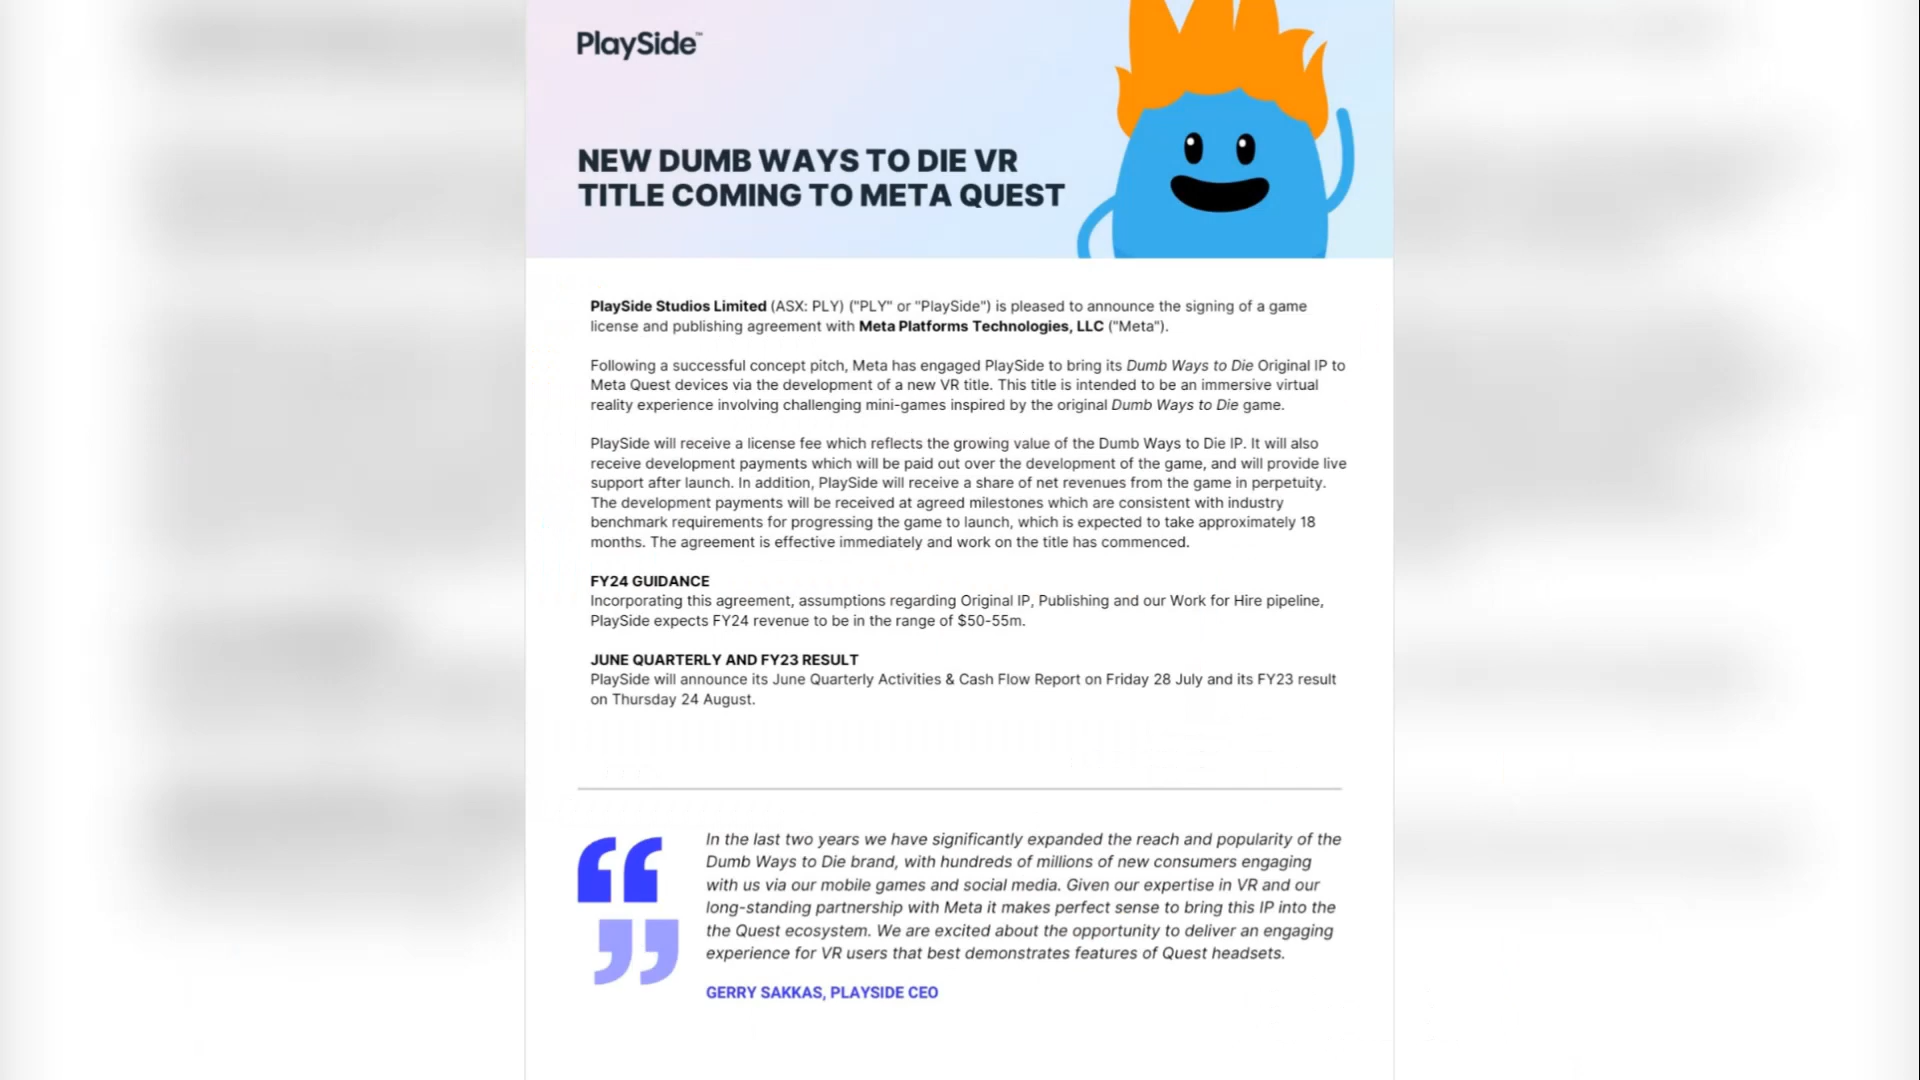 PlaySide™
NEW DUMB WAYS TO DIE VR
TITLE COMING TO META QUEST
PlaySide Studios Limited (ASX: PLY) ("PLY" or "PlaySide") is pleased to announce the signing of a game
license and publishing agreement with Meta Platforms Technologies, LLC ("Meta").
Following a successful concept pitch, Meta has engaged PlaySide to bring its Dumb Ways to Die Original IP to
Meta Quest devices via the development of a new VR title. This title is intended to be an immersive virtual
reality experience involving challenging mini-games inspired by the original Dumb Ways to Die game.
PlaySide will receive a license fee which reflects the growing value of the Dumb Ways to Die IP. It will also
receive development payments which will be paid out over the development of the game, and will provide live
support after launch. In addition, PlaySide will receive a share of net revenues from the game in perpetuity.
The development payments will be received at agreed milestones which are consistent with industry
benchmark requirements for progressing the game to launch, which is expected to take approximately 18
months. The agreement is effective immediately and work on the title has commenced.
FY24 GUIDANCE
Incorporating this agreement, assumptions regarding Original IP, Publishing and our Work for Hire pipeline,
PlaySide expects FY24 revenue to be in the range of $50-55m.
JUNE QUARTERLY AND FY23 RESULT
PlaySide will announce its June Quarterly Activities & Cash Flow Report on Friday 28 July and its FY23 result
on Thursday 24 August.
In the last two years we have significantly expanded the reach and popularity of the
Dumb Ways to Die brand, with hundreds of millions of new consumers engaging
with us via our mobile games and social media. Given our expertise in VR and our
long-standing partnership with Meta it makes perfect sense to bring this IP into the
the Quest ecosystem. We are excited about the opportunity to deliver an engaging
experience for VR users that best demonstrates features of Quest headsets.
GERRY SAKKAS, PLAYSIDE CEO